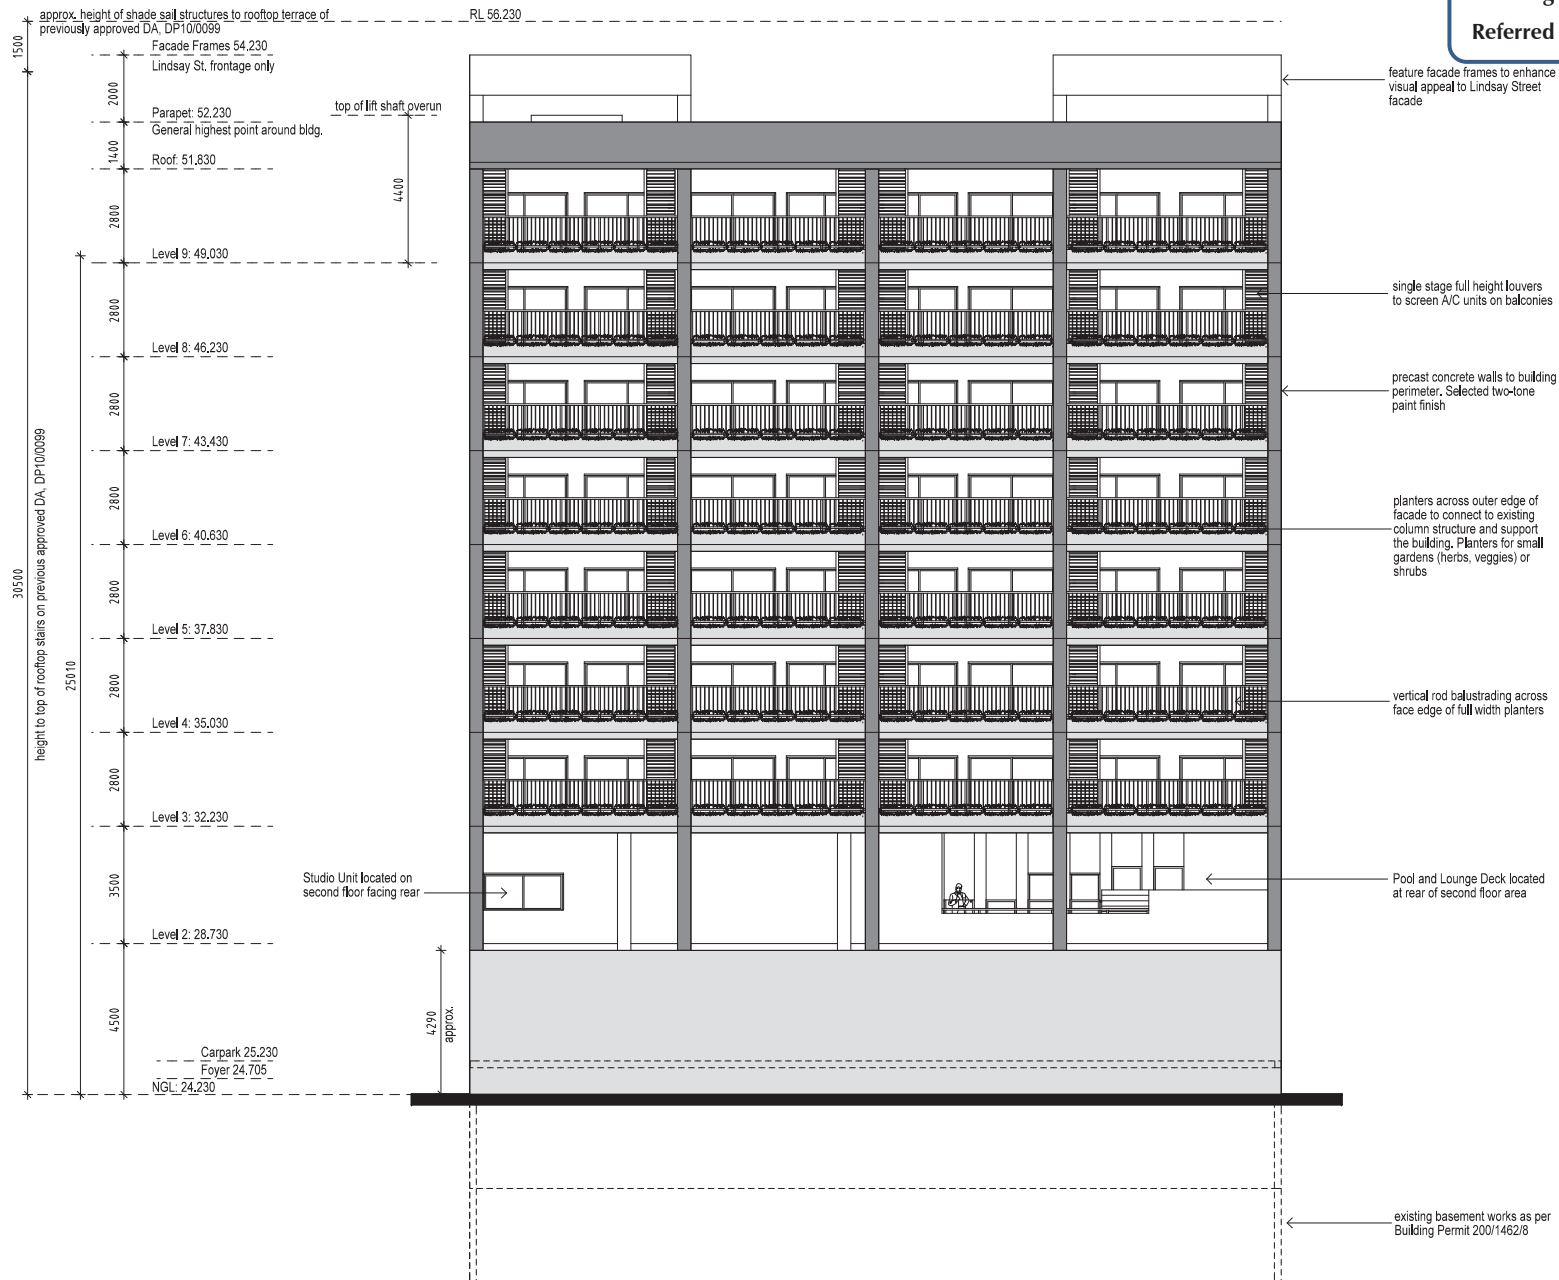 approx. height of shade sail structures to rooftop terrace of
previously approved DA, DP10/0099
RL 56.230
Referred
1500
Facade Frames 54.230
Lindsay St. frontage only
2000
top of lift shaft overun
feature facade frames to enhance
visual appeal to Lindsay Street
facade
Parapet: 52.230
General highest point around bldg.
1400
Roof: 51.830
4400
2800
Level 9: 49.030
2800
single stage full height louvers
to screen A/C units on balconies
Level 8: 46.230
2800
precast concrete walls to building
perimeter. Selected two-tone
paint finish
Level 7: 43.430
2800
planters across outer edge of
facade to connect to existing
column structure and support
the building. Planters for small
gardens (herbs, veggies) or
shrubs
Level 6: 40.630
30500
height to top of rooftop stairs on previous approved DA, DP10/0099
2800
Level 5: 37.830
25010
2800
vertical rod balustrading across
face edge of full width planters
Level 4: 35.030
2800
Level 3: 32.230
3500
Studio Unit located on
second floor facing rear
Pool and Lounge Deck located
at rear of second floor area
Level 2: 28.730
4500
4290
approx.
Carpark 25.230
Foyer 24.705
NGL: 24.230
existing basement works as per
Building Permit 200/1462/8